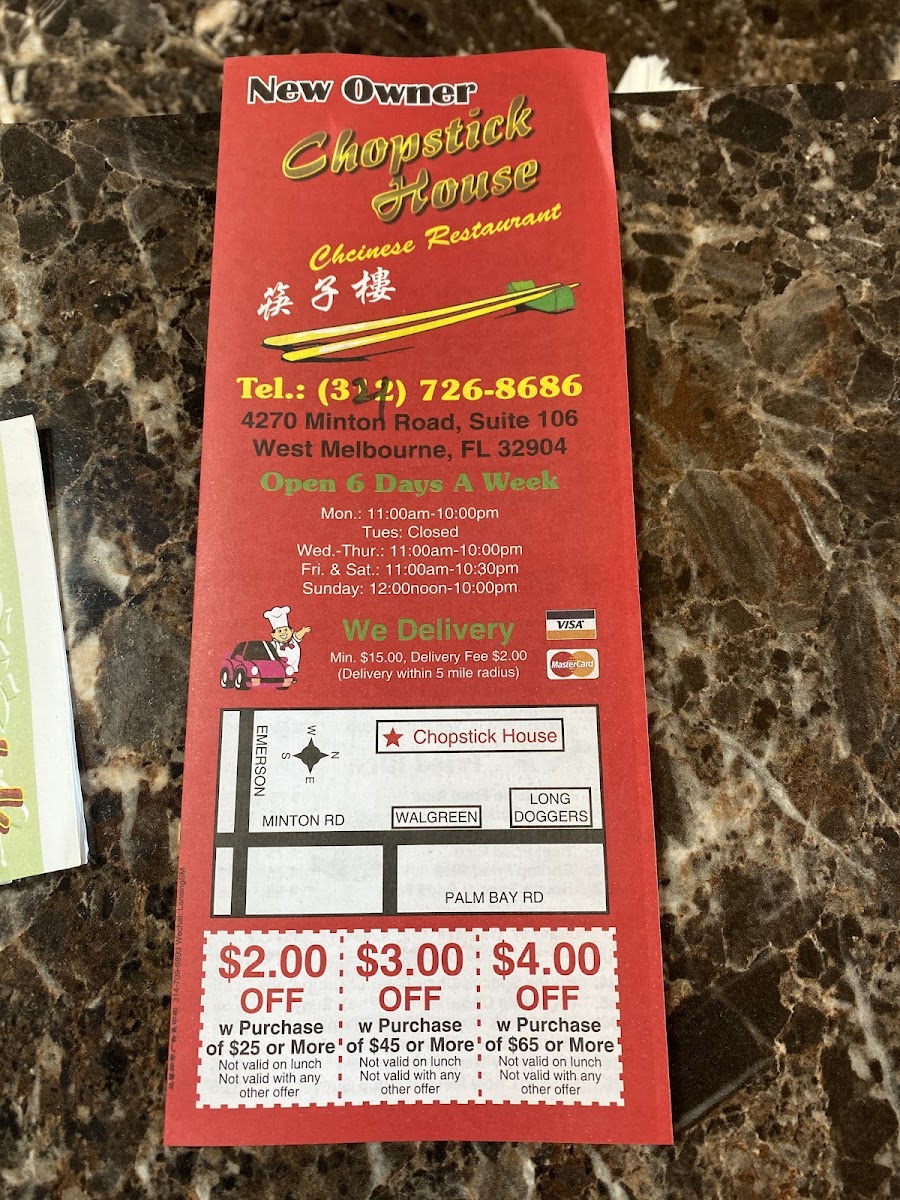 New Owner
Chopstick
House
Chcinese Restaurant
筷子樓
Tel.: (321) 726-8686
4270 Minton Road, Suite 106
West Melbourne, FL 32904
Open 6 Days A Week
Mon.: 11:00am-10:00pm
Tues: Closed
Wed.-Thur.: 11:00am-10:00pm
Fri. & Sat.: 11:00am-10:30pm
Sunday: 12:00noon-10:00pm
We Delivery
VISA
Min. $15.00, Delivery Fee $2.00
(Delivery within 5 mile radius)
MasterCard
EMERSON
W
S
N
E
Chopstick House
MINTON RD
WALGREEN
LONG
DOGGERS
PALM BAY RD
$2.00
OFF
w Purchase
of $25 or More
Not valid on lunch
Not valid with any
other offer
$3.00
OFF
w Purchase
of $45 or More
Not valid on lunch
Not valid with any
other offer
$4.00
OFF
w Purchase
of $65 or More
Not valid on lunch
Not valid with any
other offer